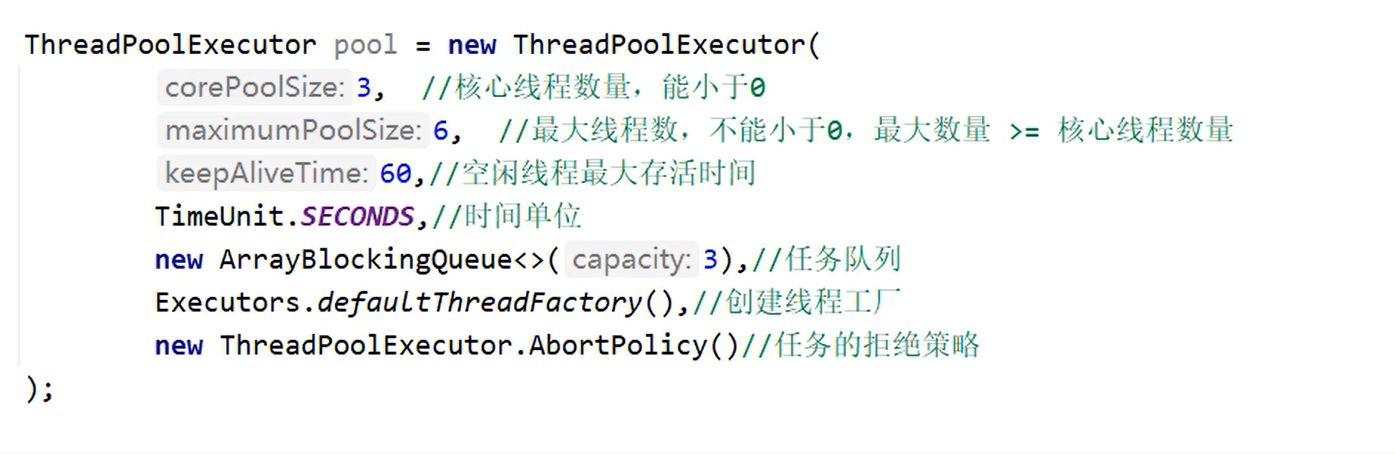 ThreadPoolExecutor pool = new ThreadPoolExecutor(
corePoolSize: 3,  //核心线程数量，能小于0
maximumPoolSize: 6,  //最大线程数，不能小于0，最大数量 >= 核心线程数量
keepAliveTime: 60,//空闲线程最大存活时间
TimeUnit.SECONDS,//时间单位
new ArrayBlockingQueue<>( capacity: 3),//任务队列
Executors.defaultThreadFactory(),//创建线程工厂
new ThreadPoolExecutor.AbortPolicy()//任务的拒绝策略
);